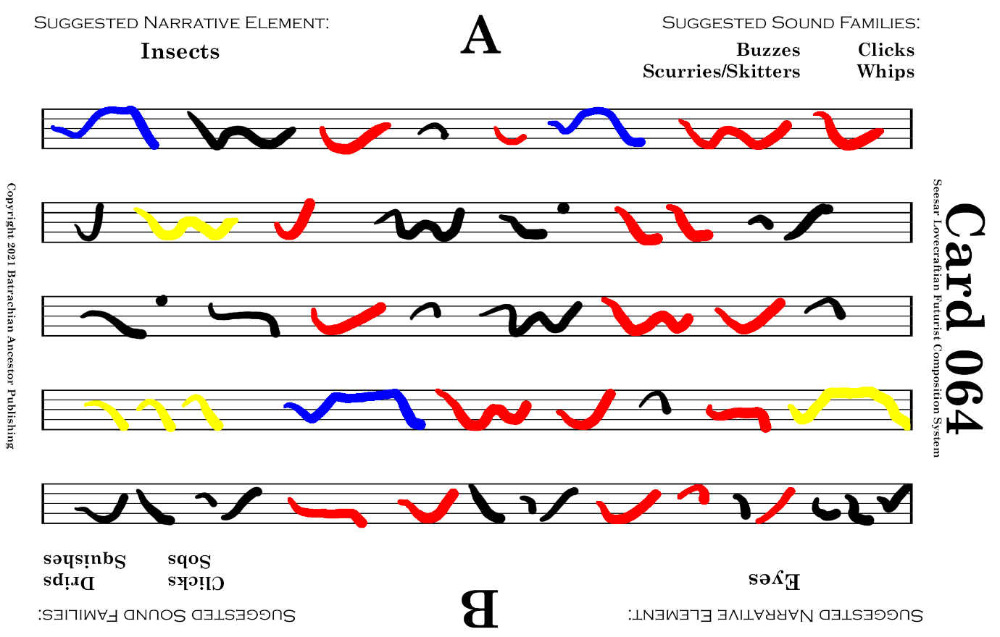 Suggested Narrative Element:
Insects
A
Suggested Sound Families:
Buzzes Clicks
Scurries/Skitters Whips
Copyright 2021 Batrachian Ancestor Publishing
Card 064
Seesar Lovecraftian Futurist Composition System
B
Suggested Narrative Element:
Eyes
Suggested Sound Families:
Clicks Drips
Sobs Squishes